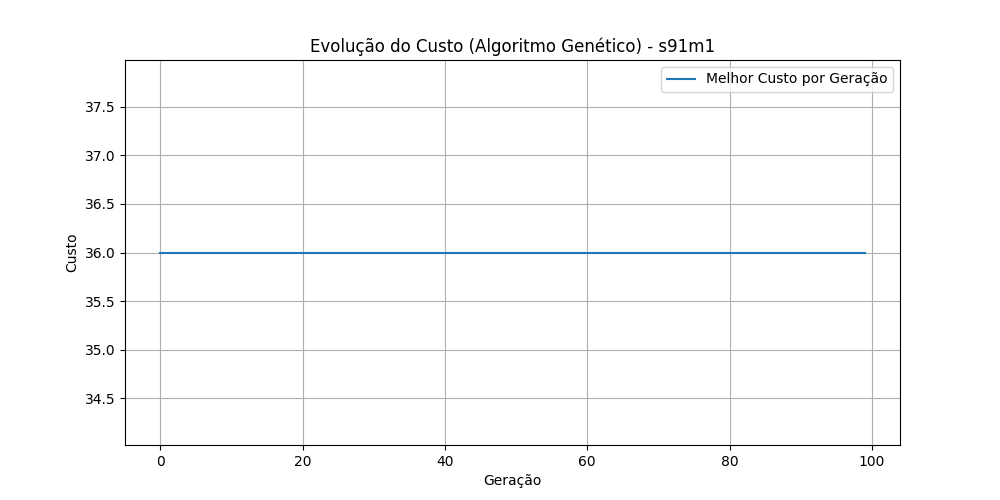 Evolução do Custo (Algoritmo Genético) - s91m1
Melhor Custo por Geração
37.5
37.0
36.5
36.0
35.5
35.0
34.5
Custo
0 20 40 60 80 100
Geração